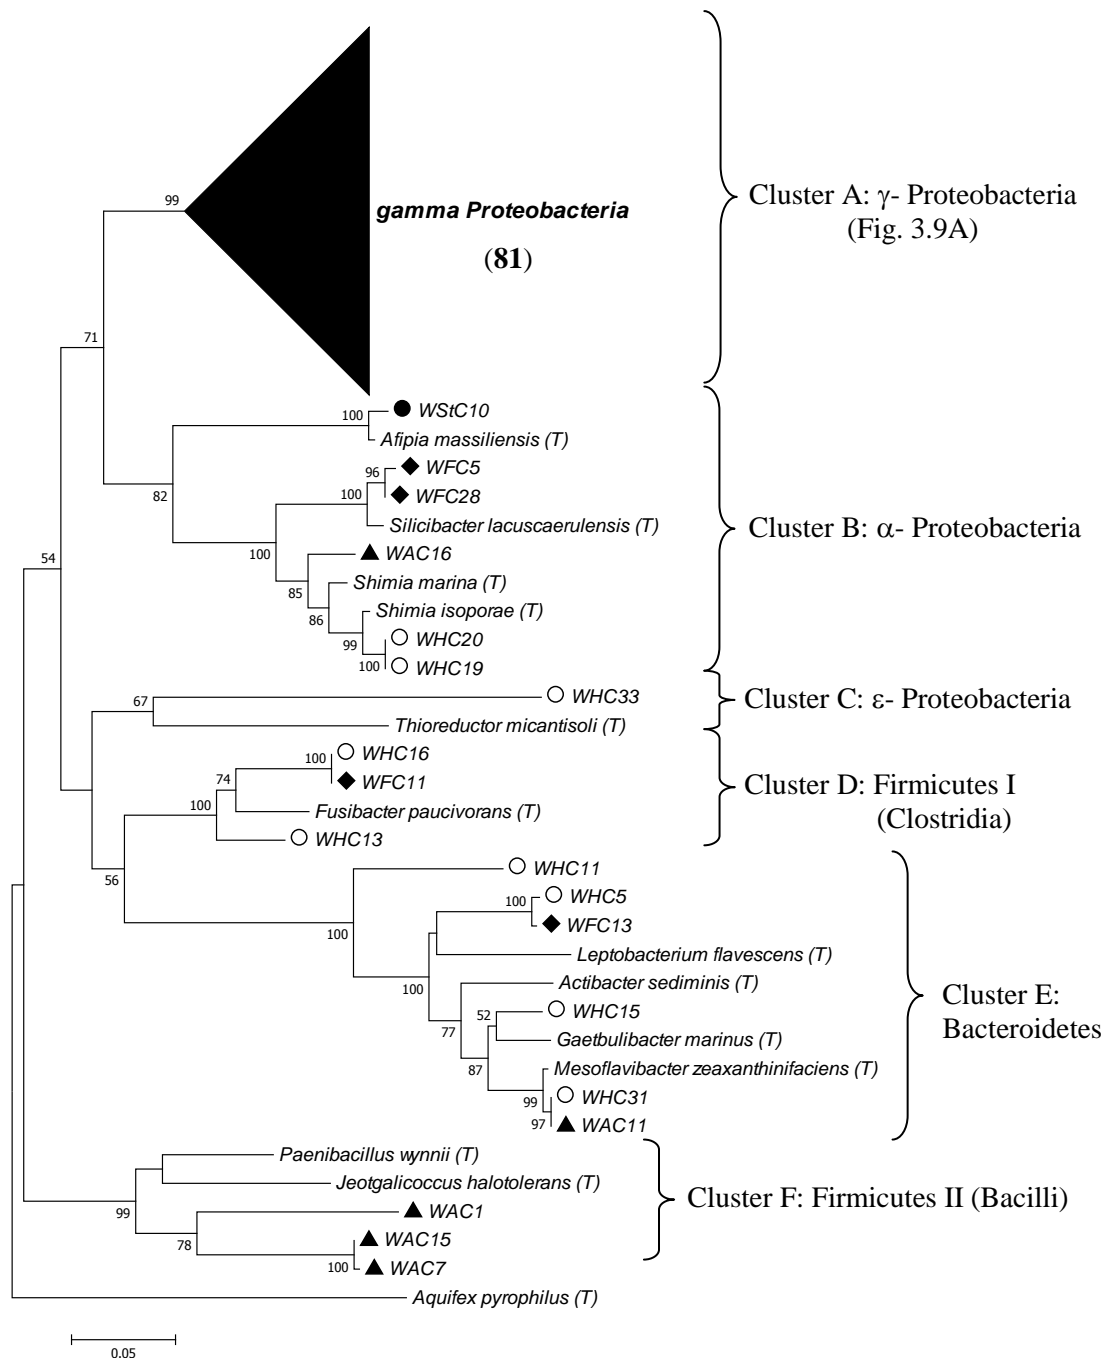 99
gamma Proteobacteria
(81)
Cluster A: γ- Proteobacteria
(Fig. 3.9A)
71
100
WStC10
Afipia massiliensis (T)
82
96
WFC5
100
WFC28
Silicibacter lacuscaerulensis (T)
Cluster B: α- Proteobacteria
100
WAC16
54
85
Shimia marina (T)
86
Shimia isoporae (T)
99
WHC20
100
WHC19
67
WHC33
Cluster C: ε- Proteobacteria
Thioreductor micantisoli (T)
100
WHC16
74
WFC11
Cluster D: Firmicutes I
(Clostridia)
100
Fusibacter paucivorans (T)
WHC13
56
WHC11
100
WHC5
100
WFC13
Leptobacterium flavescens (T)
100
Actibacter sediminis (T)
Cluster E:
Bacteroidetes
52
WHC15
77
Gaetbulibacter marinus (T)
87
Mesoflavibacter zeaxanthinifaciens (T)
99
WHC31
97
WAC11
Paenibacillus wynnii (T)
Jeotgalicoccus halotolerans (T)
Cluster F: Firmicutes II (Bacilli)
99
WAC1
78
WAC15
100
WAC7
Aquifex pyrophilus (T)
0.05